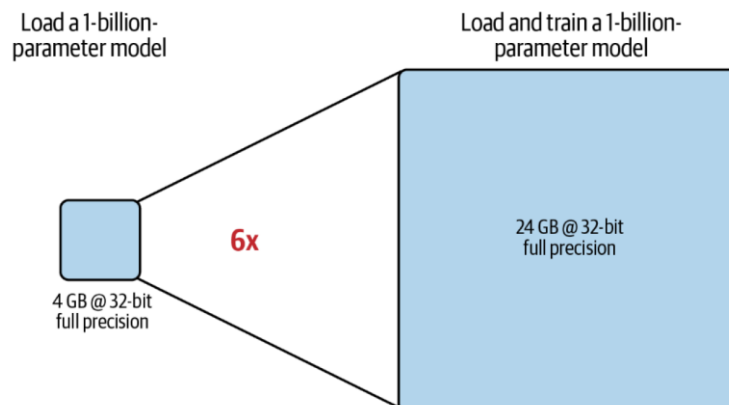 Load a 1-billion-
parameter model
Load and train a 1-billion-
parameter model
6x
24 GB @ 32-bit
full precision
4 GB @ 32-bit
full precision